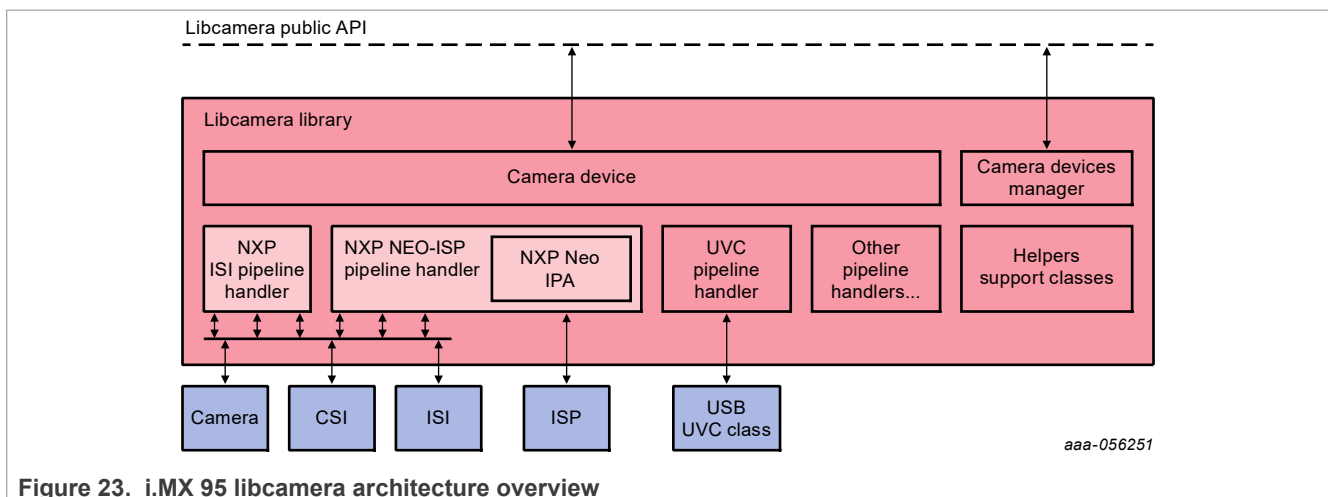 Libcamera public API
Libcamera library
Camera device
Camera devices
manager
NXP
ISI pipeline
handler
NXP NEO-ISP
pipeline handler
NXP Neo
IPA
UVC
pipeline
handler
Other
pipeline
handlers...
Helpers
support classes
Camera
CSI
ISI
ISP
USB
UVC class
aaa-056251
Figure 23. i.MX 95 libcamera architecture overview